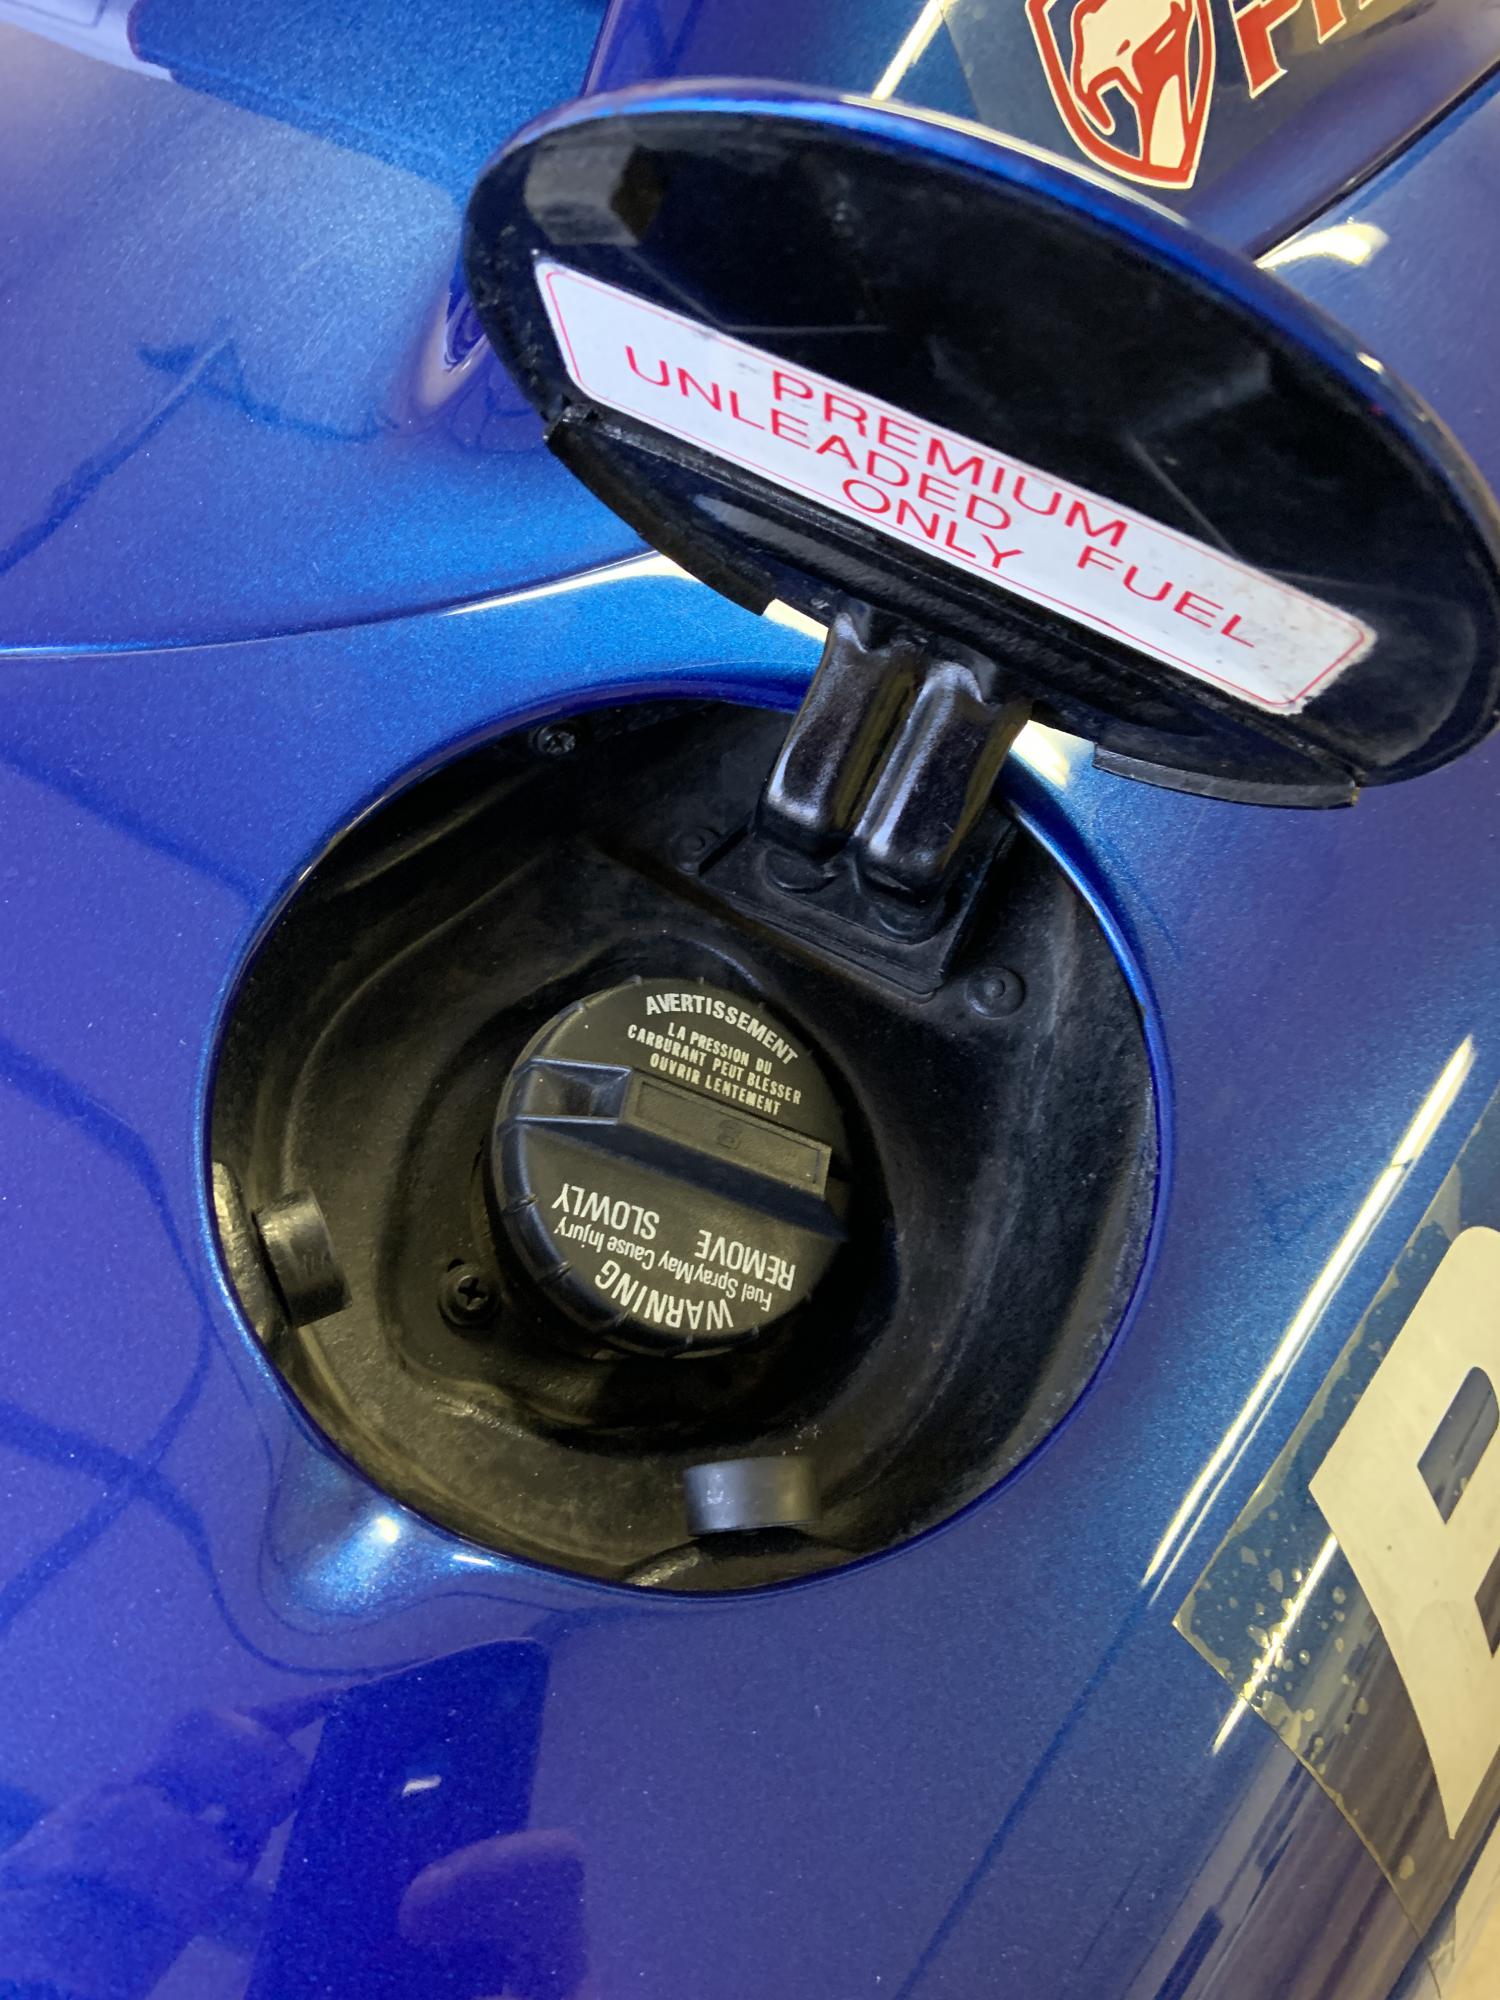 PREMIUM
UNLEADED FUEL
ONLY
AVERTISSEMENT
LA PRESSION DU
CARBURANT PEUT BLESSER
OUVRIR LENTEMENT
WARNING
Fuel Spray May Cause Injury
REMOVE
SLOWLY